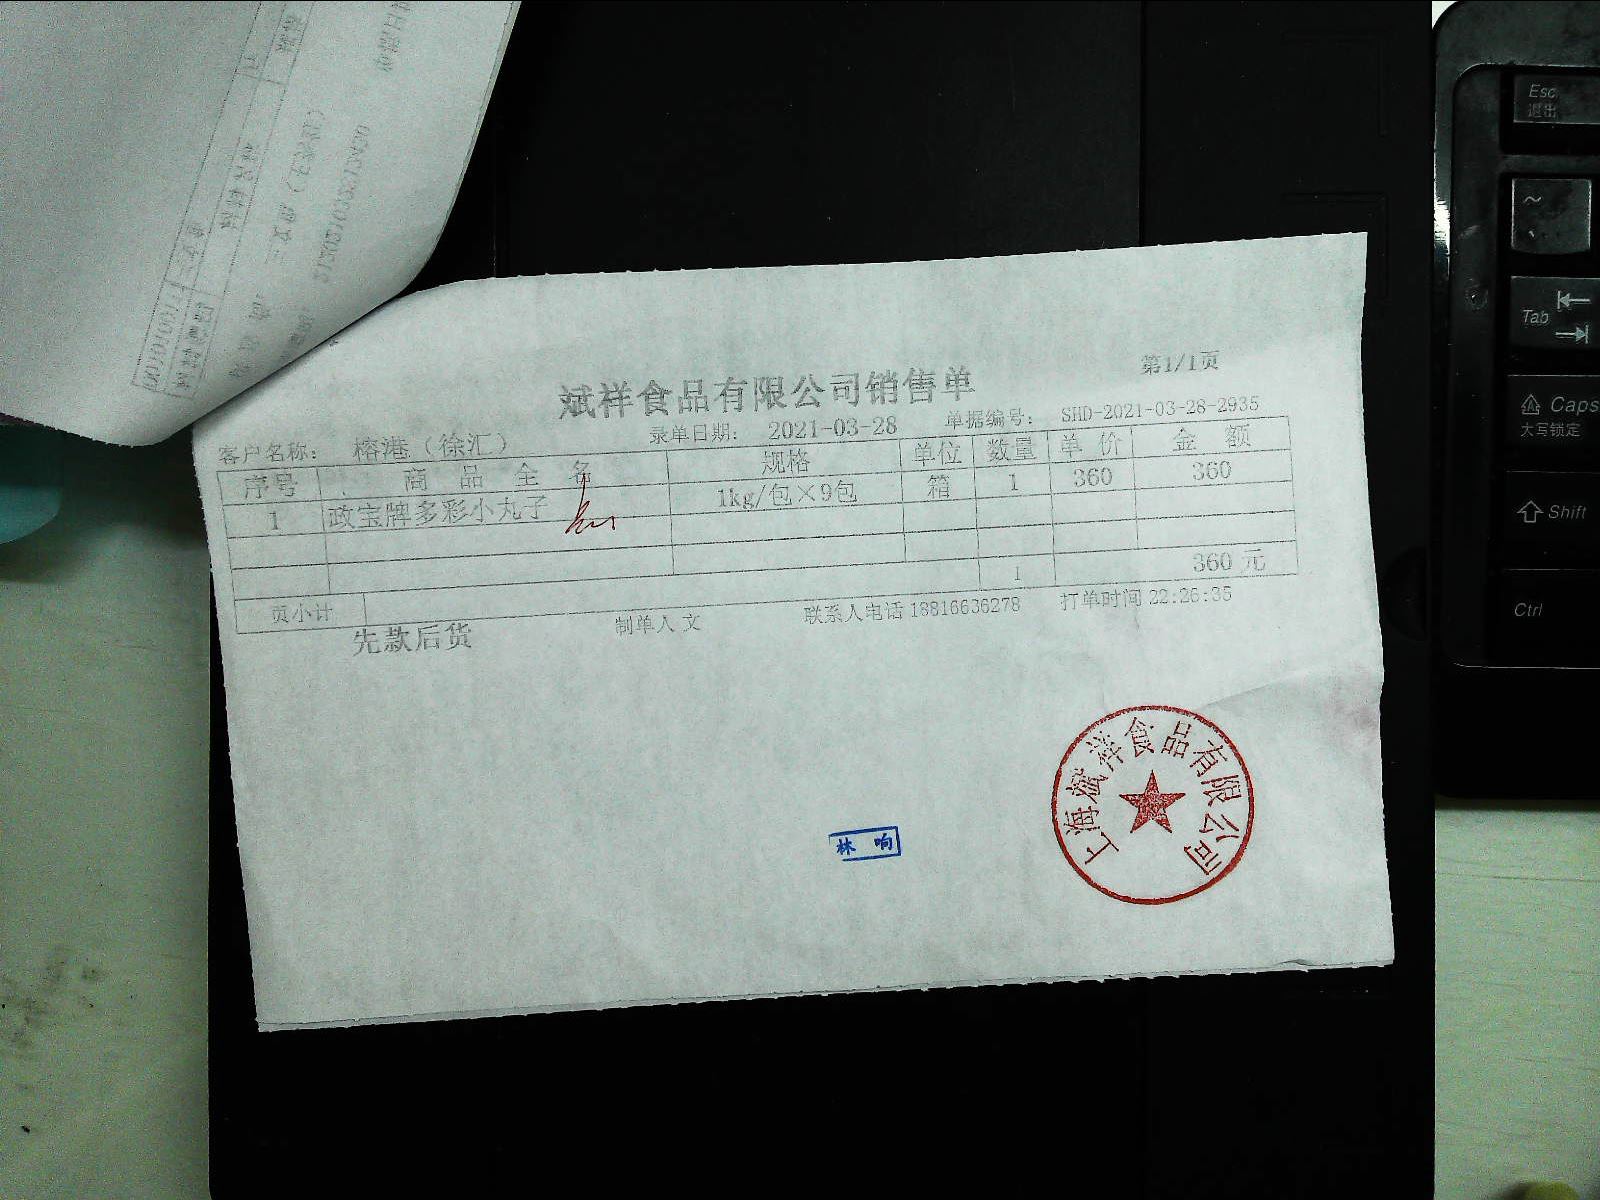 第1/1页
斌祥食品有限公司销售单
客户名称： 榕港（徐汇） 录单日期： 2021-03-28 单据编号： SHD-2021-03-28-2935
序号 商品全名 规格 单位 数量 单价 金额
1 政宝牌多彩小丸子 1kg/包×9包 箱 1 360 360
页小计 1 360 元
先款后货 制单人 文 联系人电话 13816636278 打单时间 22:26:35
上海斌祥食品有限公司
林 响
Esc
退出
~
Tab
Caps
大写锁定
Shift
Ctrl